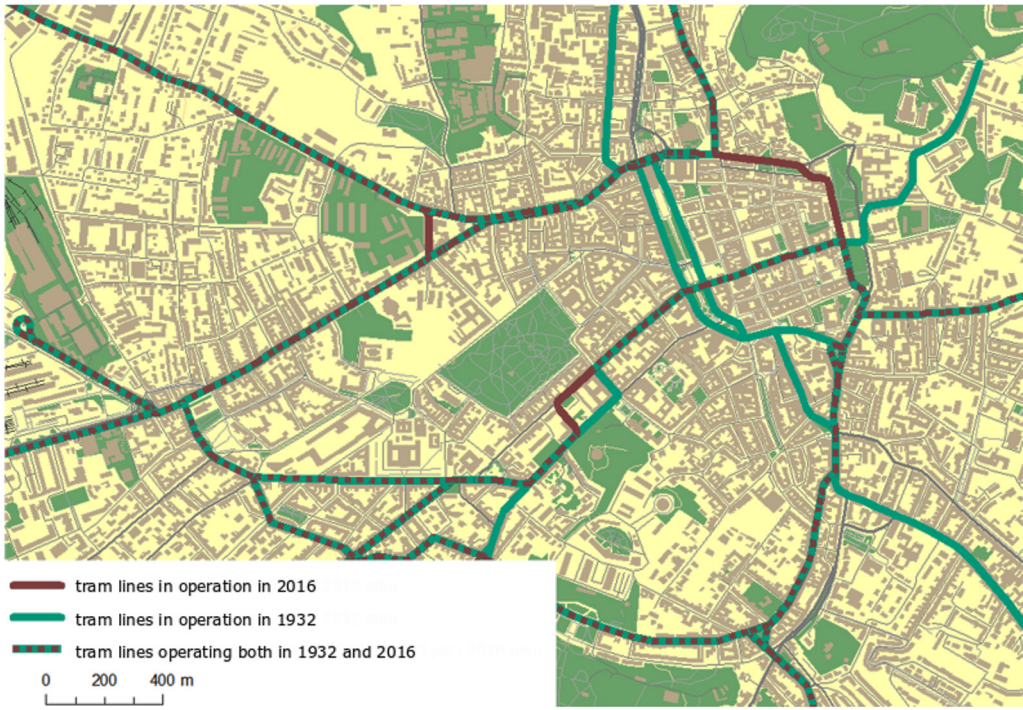 tram lines in operation in 2016
tram lines in operation in 1932
tram lines operating both in 1932 and 2016
0 200 400 m